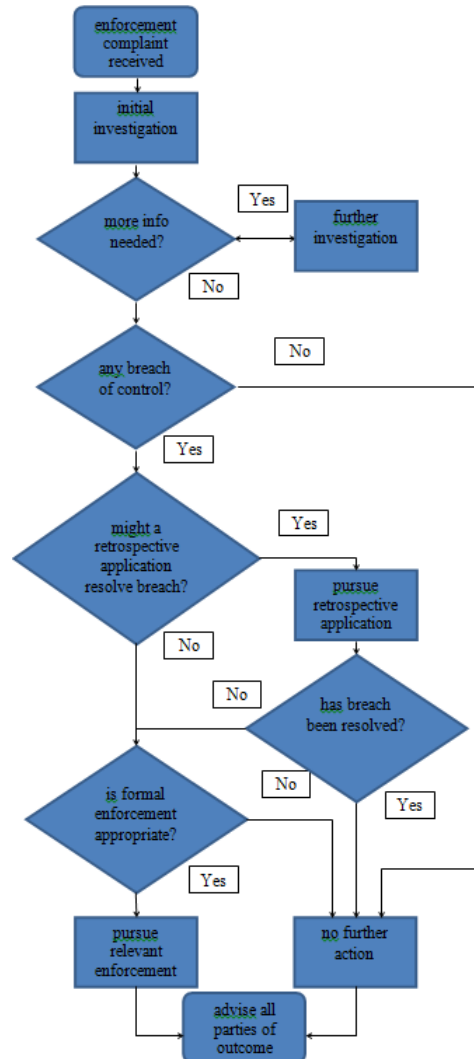 enforcement
complaint
received
initial
investigation
more info
needed?
Yes
further
investigation
No
any breach
of control?
No
Yes
might a
retrospective
application
resolve breach?
Yes
pursue
retrospective
application
No
No
has breach
been resolved?
is formal
enforcement
appropriate?
No
Yes
Yes
pursue
relevant
enforcement
no further
action
advise all
parties of
outcome